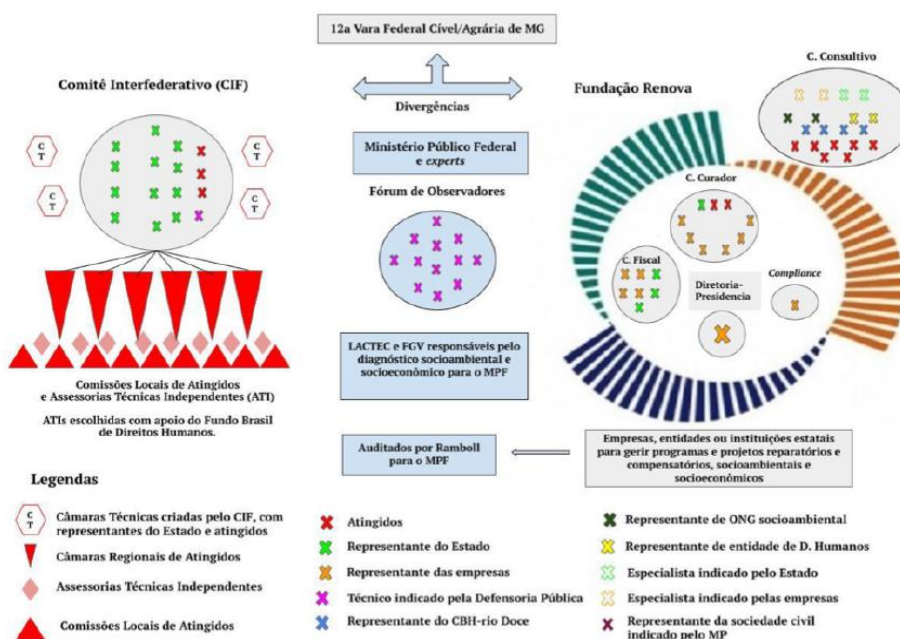 12a Vara Federal Cível/Agrária de MG
Divergências
Comitê Interfederativo (CIF)
C
T
C
T
C
T
C
T
Comissões Locais de Atingidos
e Assessorias Técnicas Independentes (ATI)
ATIs escolhidas com apoio do Fundo Brasil
de Direitos Humanos.
Ministério Público Federal
e experts
Fórum de Observadores
LACTEC e FGV responsáveis pelo
diagnóstico socioambiental e
socioeconômico para o MPF
Auditados por Ramboll
para o MPF
Fundação Renova
C. Consultivo
C. Curador
C. Fiscal
Diretoria-
Presidencia
Compliance
Empresas, entidades ou instituições estatais
para gerir programas e projetos reparatórios e
compensatórios, socioambientais e
socioeconômicos
Legendas
C
T
Câmaras Técnicas criadas pelo CIF, com
representantes do Estado e atingidos
Câmaras Regionais de Atingidos
Assessorias Técnicas Independentes
Comissões Locais de Atingidos
Atingidos
Representante do Estado
Representante das empresas
Técnico indicado pela Defensoria Pública
Representante do CBH-rio Doce
Representante de ONG socioambiental
Representante de entidade de D. Humanos
Especialista indicado pelo Estado
Especialista indicado pelas empresas
Representante da sociedade civil
indicado pelo MP